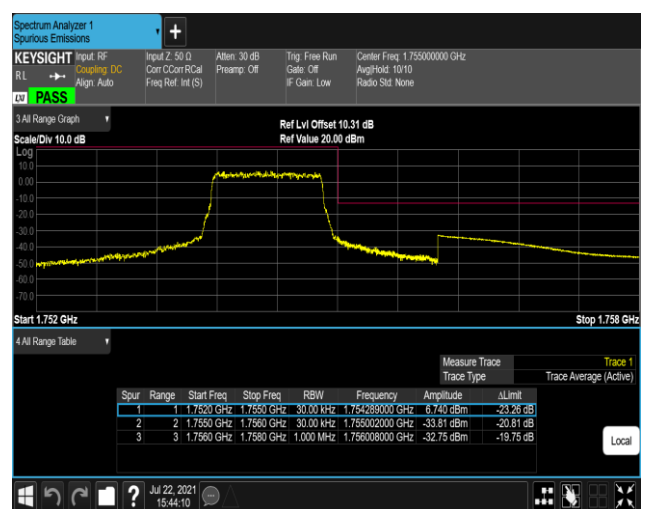 Spectrum Analyzer 1
Spurious Emissions
KEYSIGHT Input: RF Input Z: 50 Ω Atten: 30 dB Trig: Free Run Center Freq: 1.755000000 GHz
RL Coupling: DC Corr CCorr RCal Preamp: Off Gate: Off Avg|Hold: 10/10
Align: Auto Freq Ref: Int (S) IF Gain: Low Radio Std: None
LXI PASS
3 All Range Graph
Ref Lvl Offset 10.31 dB
Scale/Div 10.0 dB Ref Value 20.00 dBm
Log
10.0
0.00
-10.0
-20.0
-30.0
-40.0
-50.0
-60.0
-70.0
Start 1.752 GHz Stop 1.758 GHz
4 All Range Table
Measure Trace Trace 1
Trace Type Trace Average (Active)
Spur Range Start Freq Stop Freq RBW Frequency Amplitude ΔLimit
1 1 1.7520 GHz 1.7550 GHz 30.00 kHz 1.754289000 GHz 6.740 dBm -23.26 dB
2 2 1.7550 GHz 1.7560 GHz 30.00 kHz 1.755002000 GHz -33.81 dBm -20.81 dB
3 3 1.7560 GHz 1.7580 GHz 1.000 MHz 1.756008000 GHz -32.75 dBm -19.75 dB
Local
Jul 22, 2021
15:44:10